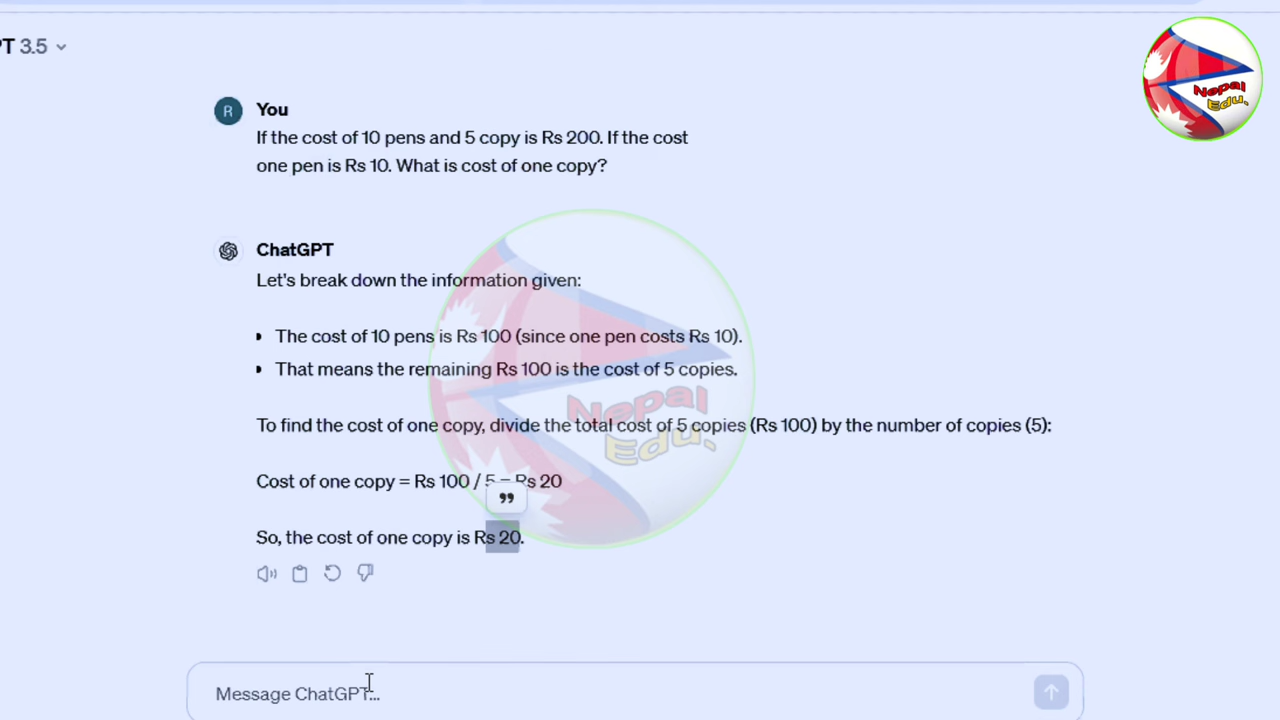 PT 3.5
Nepal
Edu.
R
You
If the cost of 10 pens and 5 copy is Rs 200. If the cost
one pen is Rs 10. What is cost of one copy?
ChatGPT
Let's break down the information given:
• The cost of 10 pens is Rs 100 (since one pen costs Rs 10).
• That means the remaining Rs 100 is the cost of 5 copies.
Nepal
Edu.
To find the cost of one copy, divide the total cost of 5 copies (Rs 100) by the number of copies (5):
Cost of one copy = Rs 100 / 5 = Rs 20
So, the cost of one copy is Rs 20.
Message ChatGPT...